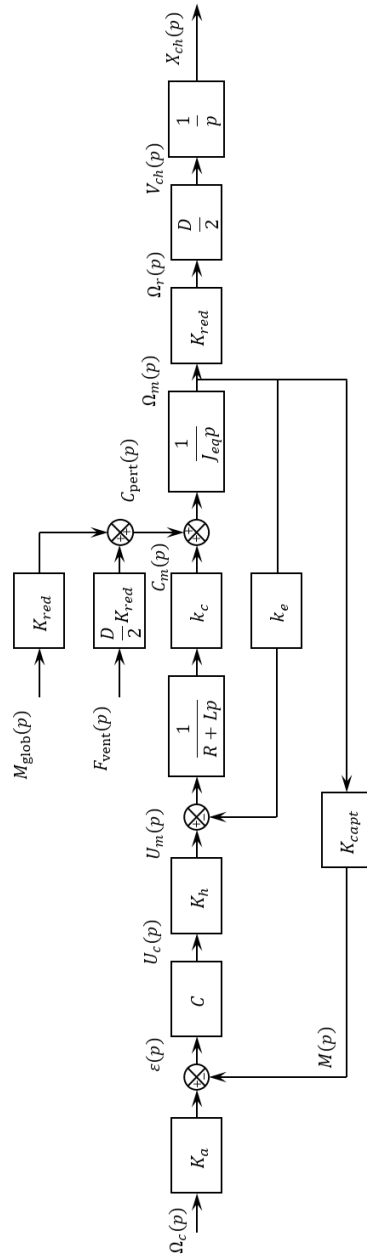 Ω_c(p)
K_a
ε(p)
C
U_c(p)
K_h
U_m(p)
1
R + Lp
k_c
C_m(p)
1
J_{eq}p
Ω_m(p)
K_{red}
Ω_r(p)
D
2
V_{ch}(p)
1
p
X_{ch}(p)
M_{glob}(p)
K_{red}
F_{vent}(p)
D
2
K_{red}
C_{pert}(p)
k_e
K_{capt}
M(p)
+
−
+
−
+
+
+
+